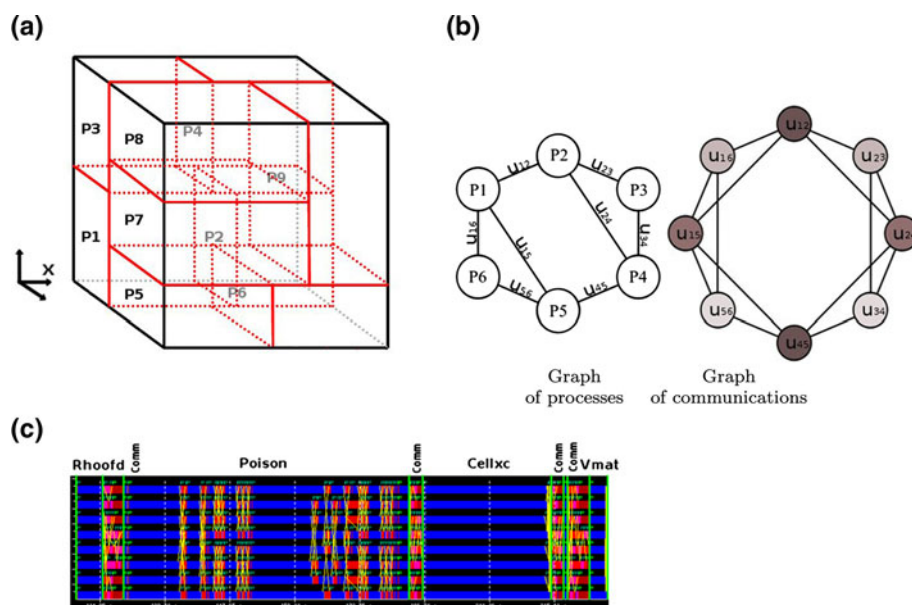 (a)
P3
P8
P4
P9
P7
P1
P2
P5
P6
X
(b)
P1
P2
P3
P4
P5
P6
u12
u23
u34
u24
u15
u16
u56
u45
Graph
of processes
u12
u16
u23
u15
u24
u56
u34
u45
Graph
of communications
(c)
Rhoofd
Comm
Poison
Comm
Cellxc
Comm
Comm
Vmat